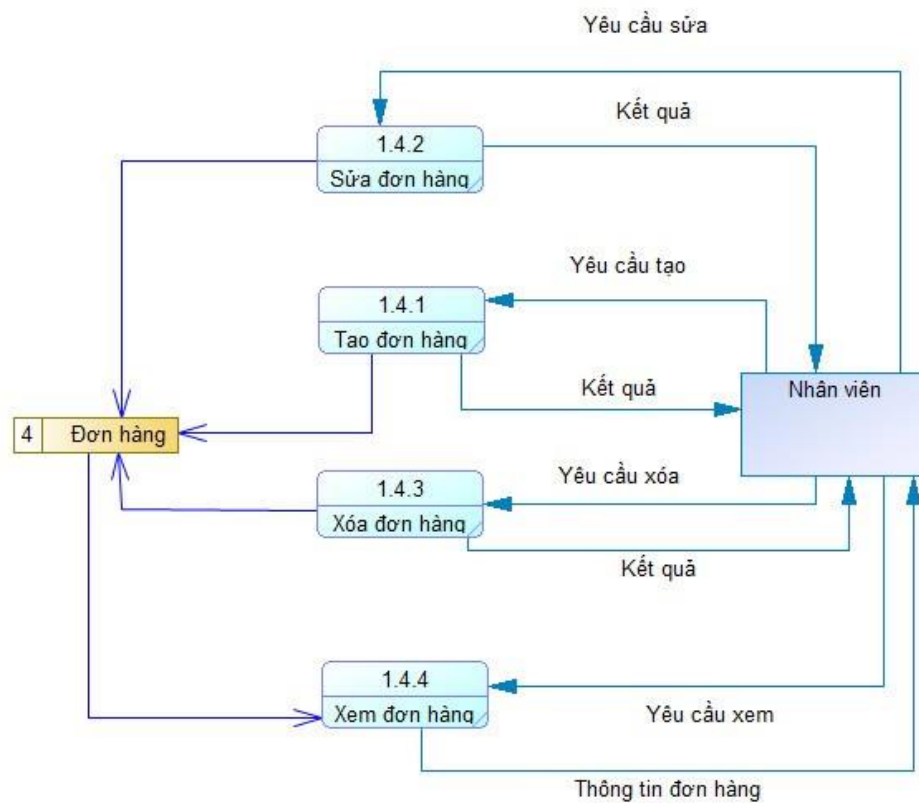 Yêu cầu sửa
Kết quả
1.4.2
Sửa đơn hàng
Yêu cầu tạo
1.4.1
Tao đơn hàng
Kết quả
Nhân viên
4 Đơn hàng
Yêu cầu xóa
1.4.3
Xóa đơn hàng
Kết quả
1.4.4
Xem đơn hàng
Yêu cầu xem
Thông tin đơn hàng